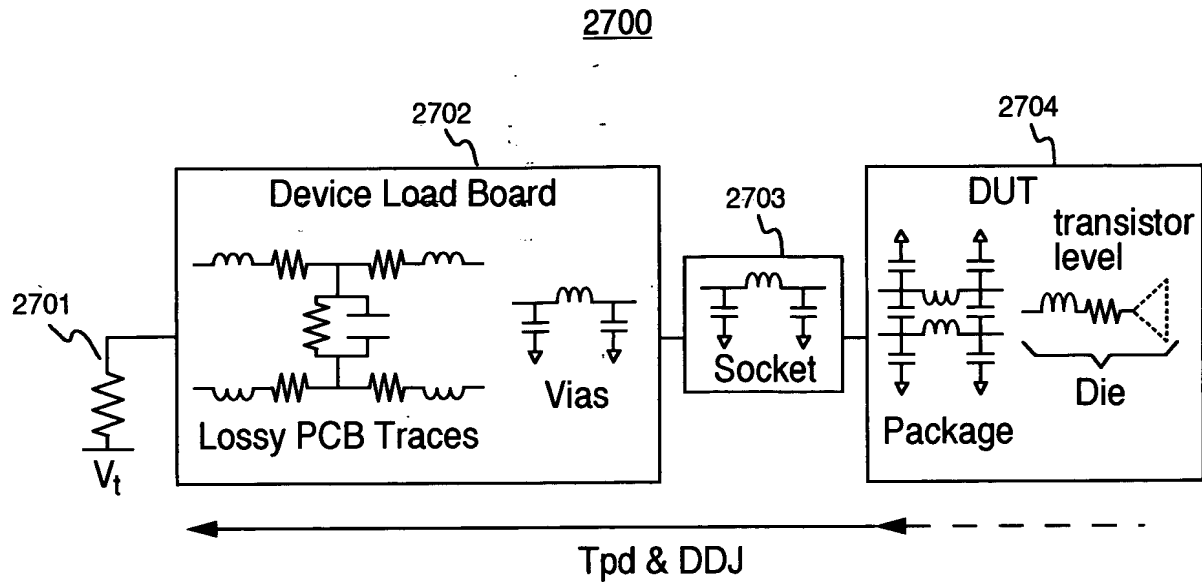 2700
2702
2704
Device Load Board
2703
DUT
transistor
level
2701
Vias
Socket
Die
Lossy PCB Traces
Package
Vt
Tpd & DDJ